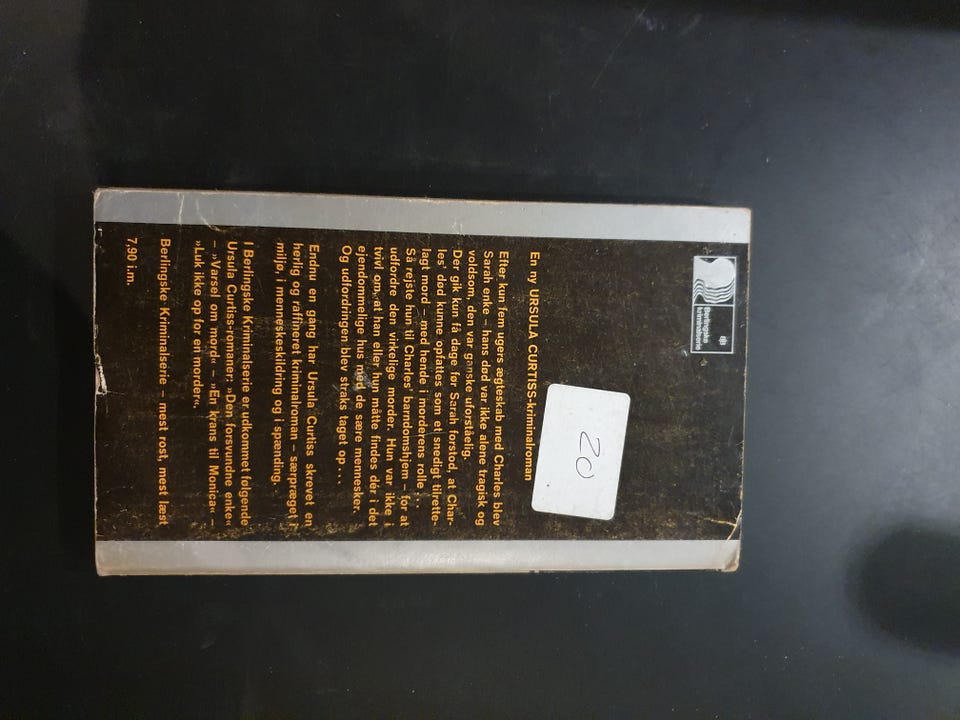 Berlingske
kriminalserie
20
En ny URSULA CURTISS-kriminalroman
Efter kun fem ugers ægteskab med Charles blev
Sarah enke – hans død var ikke alene tragisk og
voldsom, den var ganske uforståelig.
Der gik kun få dage før Sarah forstod, at Char-
les' død kunne opfattes som et snedigt tilrette-
lagt mord – med hende i morderens rolle ...
Så rejste hun til Charles' barndomshjem – for at
udfordre den virkelige morder. Hun var ikke i
tvivl om, at han eller hun måtte findes dér i det
ejendommelige hus med de sære mennesker.
Og udfordringen blev straks taget op ...
Endnu en gang har Ursula Curtiss skrevet en
herlig og raffineret kriminalroman – særpræget i
miljø, i menneskeskildring og i spænding.
I Berlingske Kriminalserie er udkommet følgende
Ursula Curtiss-romaner: »Den forsvundne enke«
– »Varsel om mord« – »En krans til Monica« –
»Luk ikke op for en morder«.
Berlingske Kriminalserie – mest rost, mest læst
7,90 i.m.